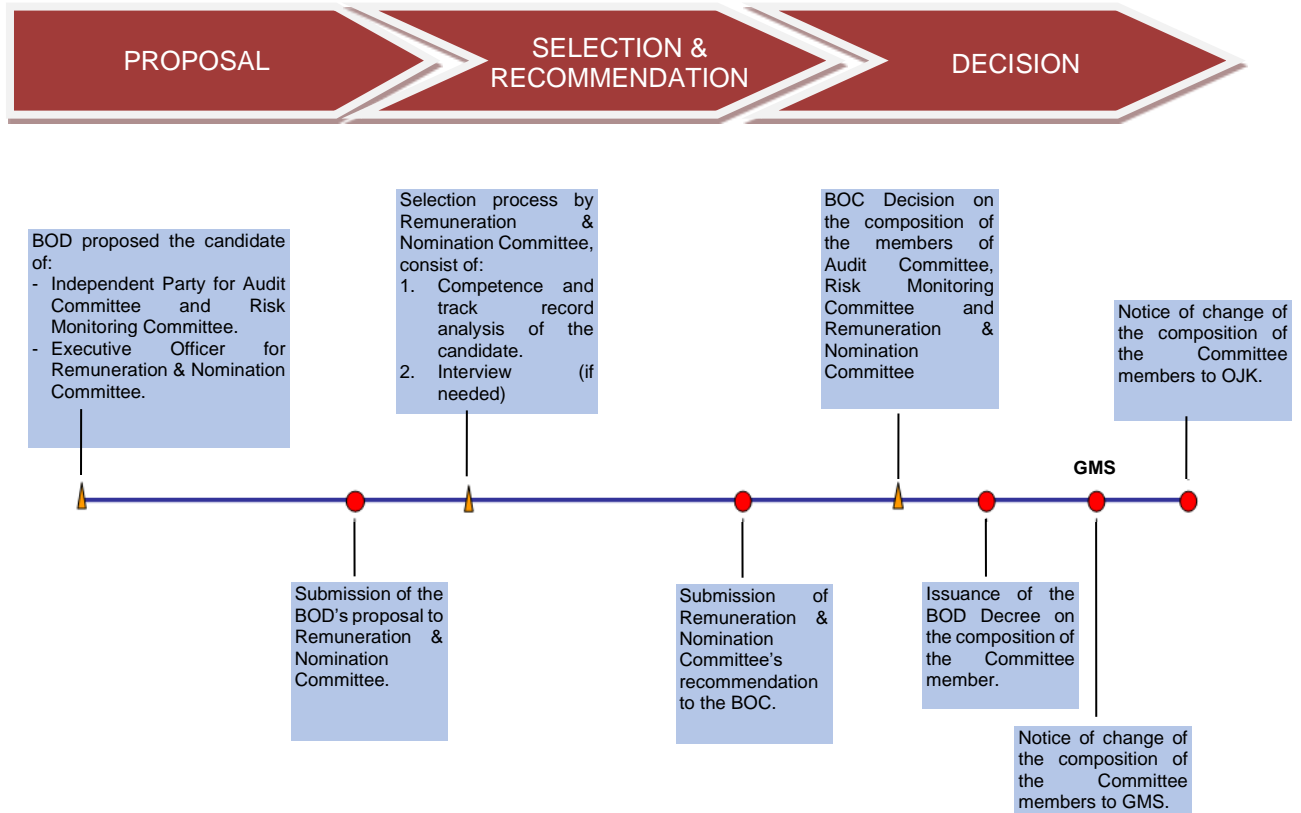 PROPOSAL
SELECTION &
RECOMMENDATION
DECISION
BOD proposed the candidate
of:
- Independent Party for Audit
Committee and Risk
Monitoring Committee.
- Executive Officer for
Remuneration & Nomination
Committee.
Selection process by
Remuneration &
Nomination Committee,
consist of:
1. Competence and
track record
analysis of the
candidate.
2. Interview (if
needed)
BOC Decision on
the composition of
the members of
Audit Committee,
Risk Monitoring
Committee and
Remuneration &
Nomination
Committee
Notice of change of
the composition of
the Committee
members to OJK.
GMS
Submission of the
BOD's proposal to
Remuneration &
Nomination
Committee.
Submission of
Remuneration &
Nomination
Committee's
recommendation
to the BOC.
Issuance of the
BOD Decree on
the composition of
the Committee
member.
Notice of change of
the composition of
the Committee
members to GMS.